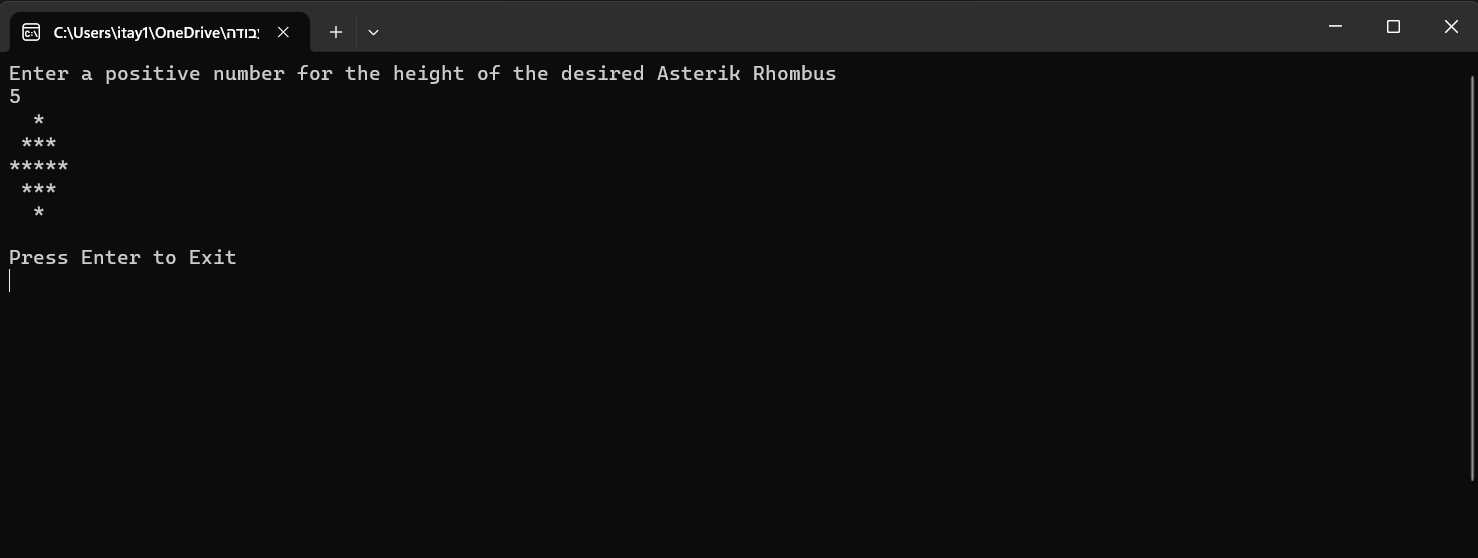 C:\Users\itay1\OneDrive\
Enter a positive number for the height of the desired Asterik Rhombus
5
  *
 ***
*****
 ***
  *
Press Enter to Exit